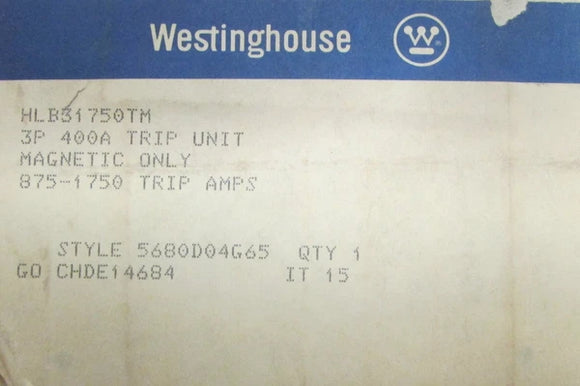 Westinghouse
HLB31750TM
3P 400A TRIP UNIT
MAGNETIC ONLY
875-1750 TRIP AMPS
STYLE 5680D04G65 QTY 1
GO CHDE14684 IT 15